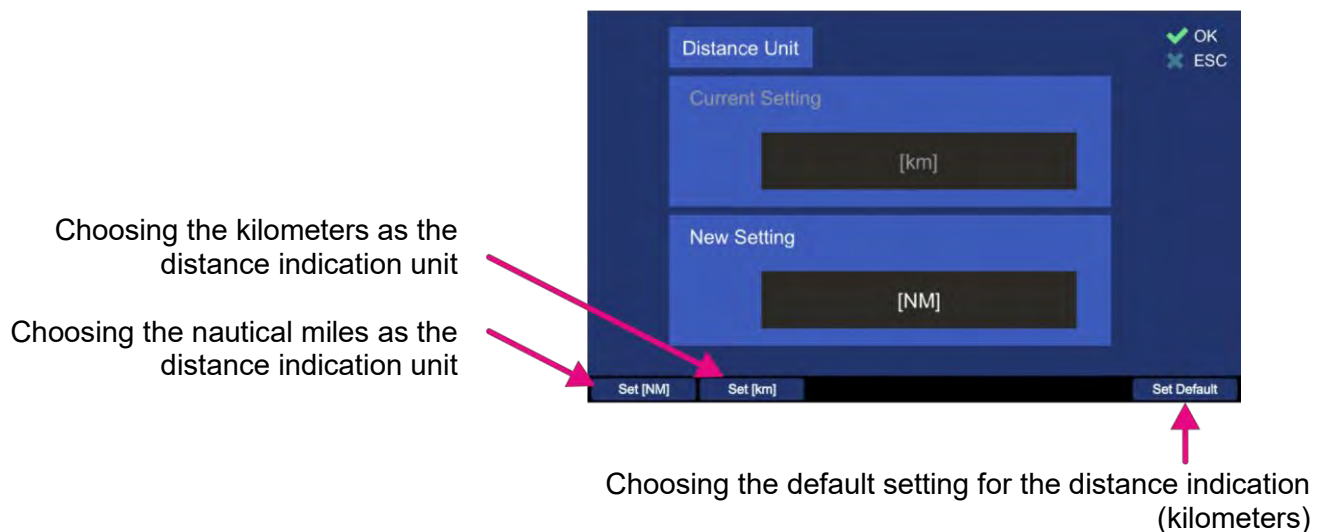 Distance Unit
OK
ESC
Current Setting
[km]
New Setting
[NM]
Choosing the kilometers as the
distance indication unit
Choosing the nautical miles as the
distance indication unit
Set [NM]
Set [km]
Set Default
Choosing the default setting for the distance indication
(kilometers)